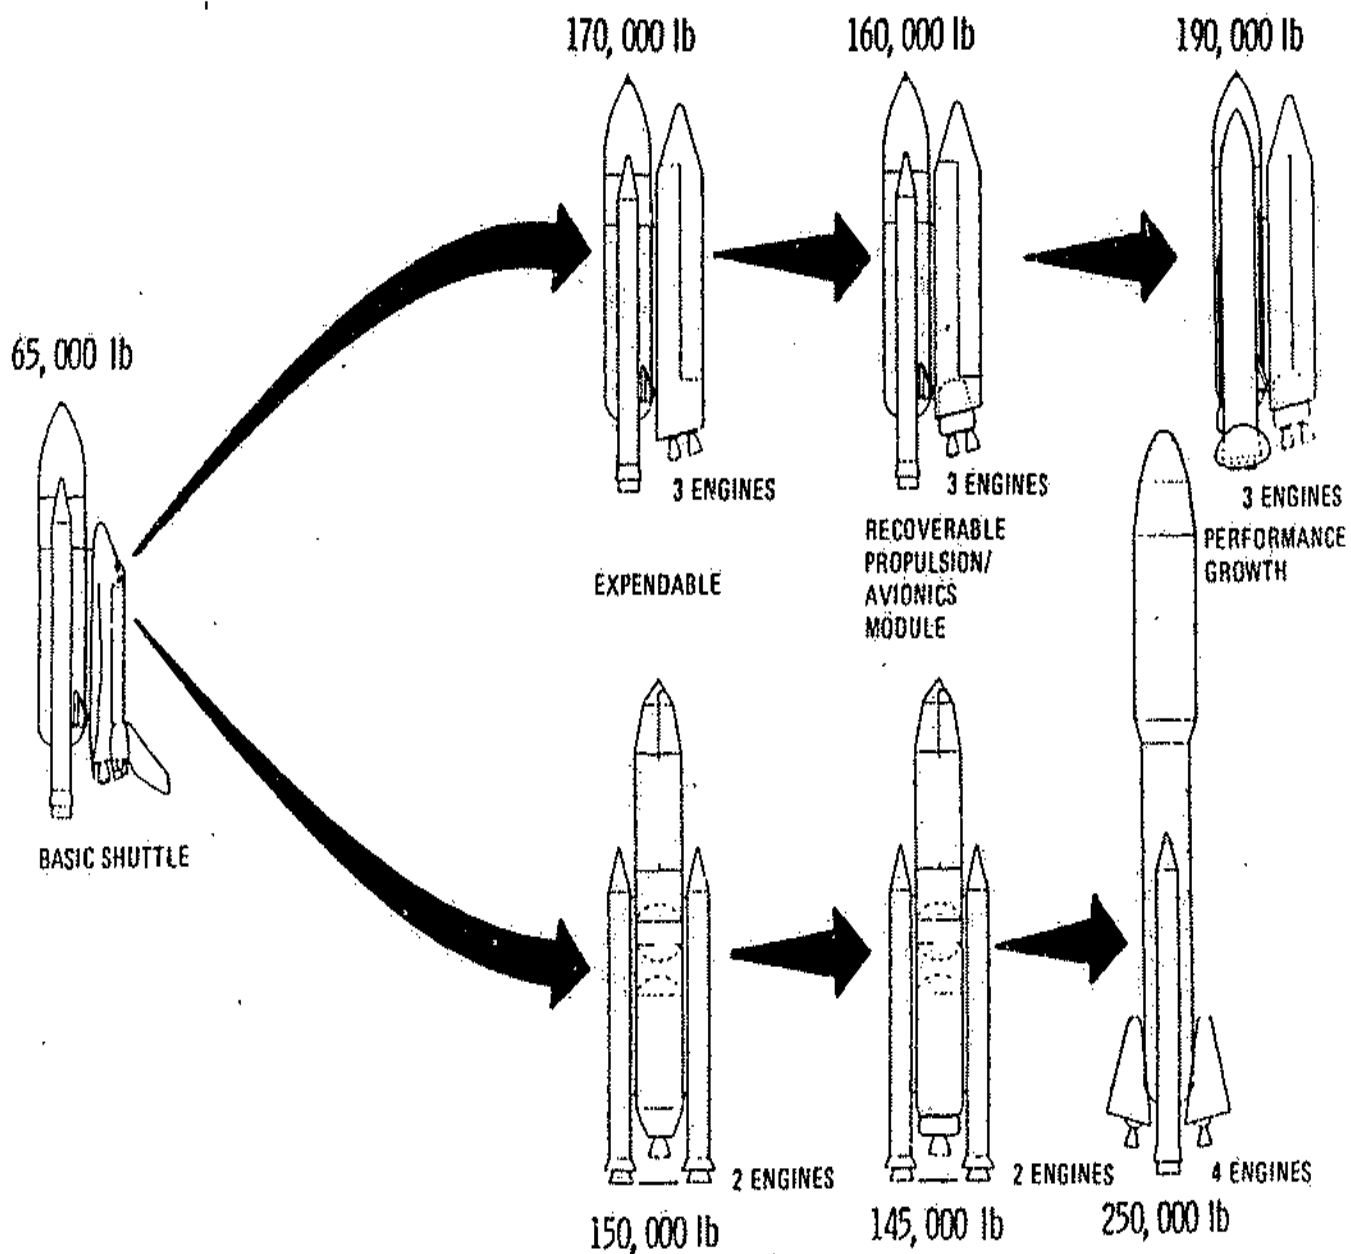 170,000 lb
160,000 lb
190,000 lb
65,000 lb
3 ENGINES
3 ENGINES
3 ENGINES
EXPENDABLE
RECOVERABLE
PROPULSION/
AVIONICS
MODULE
PERFORMANCE
GROWTH
BASIC SHUTTLE
2 ENGINES
2 ENGINES
4 ENGINES
150,000 lb
145,000 lb
250,000 lb